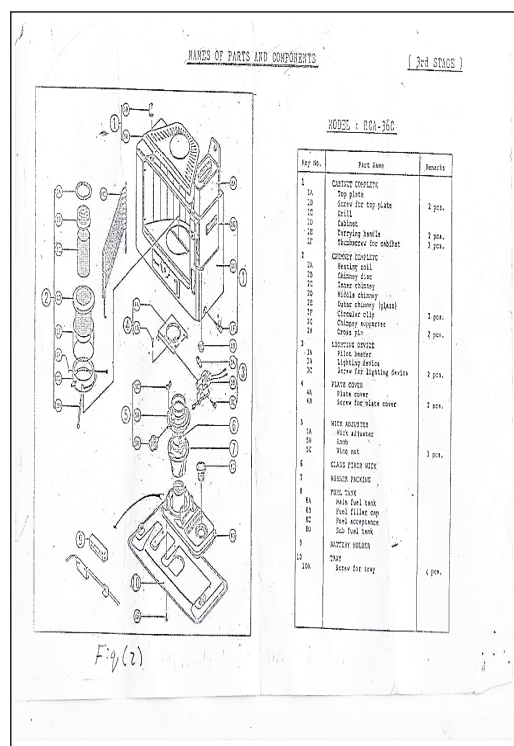 NAMES OF PARTS AND COMPONENTS
( 3rd STAGE )
MODEL : RCA-36C
Key No. Part Name Remarks
1 CABINET COMPLETE
1A Top plate
1B Screw for top plate 2 pcs.
1C Grill
1D Cabinet
1E Carrying handle 2 pcs.
1F Thumbscrew for cabinet 3 pcs.
2 CHIMNEY COMPLETE
2A Heating coil
2B Chimney disc
2C Inner chimney
2D Middle chimney
2E Outer chimney (glass)
2F Circular clip
2G Chimney supporter
2H Cross pin 2 pcs.
3 LIGHTING DEVICE
3A Pilot heater
3B Lighting device
3C Screw for lighting device 2 pcs.
4 PLATE COVER
4A Plate cover
4B Screw for plate cover
5 WICK ADJUSTER
5A Wick adjuster
5B Knob
5C Wing nut 3 pcs.
6 GLASS FIBER WICK
7 BURNER PACKING
8 FUEL TANK
8A Main fuel tank
8B Fuel filler cap
8C Fuel acceptance
8D Sub fuel tank
9 BATTERY HOLDER
10 TRAY
10A Screw for tray 4 pcs.
Fig (2)